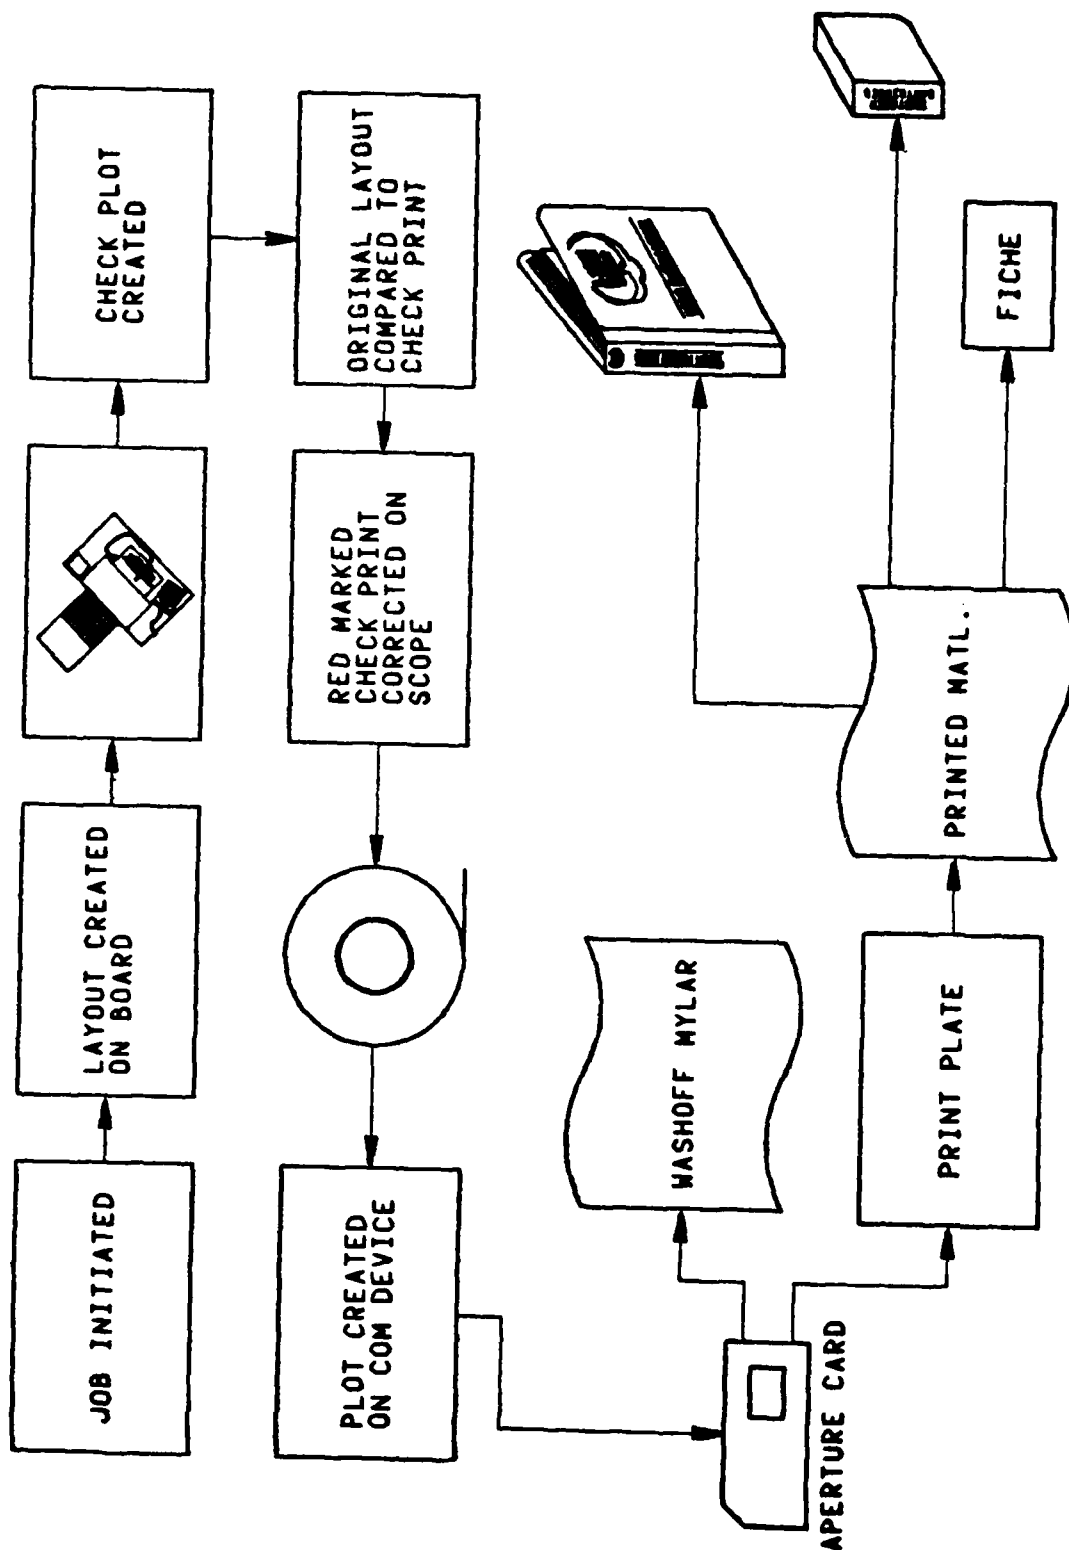 JOB INITIATED
LAYOUT CREATED
ON BOARD
CHECK PLOT
CREATED
ORIGINAL LAYOUT
COMPARED TO
CHECK PRINT
RED MARKED
CHECK PRINT
CORRECTED ON
SCOPE
PLOT CREATED
ON COM DEVICE
APERTURE CARD
WASHOFF MYLAR
PRINT PLATE
PRINTED MATL.
FICHE